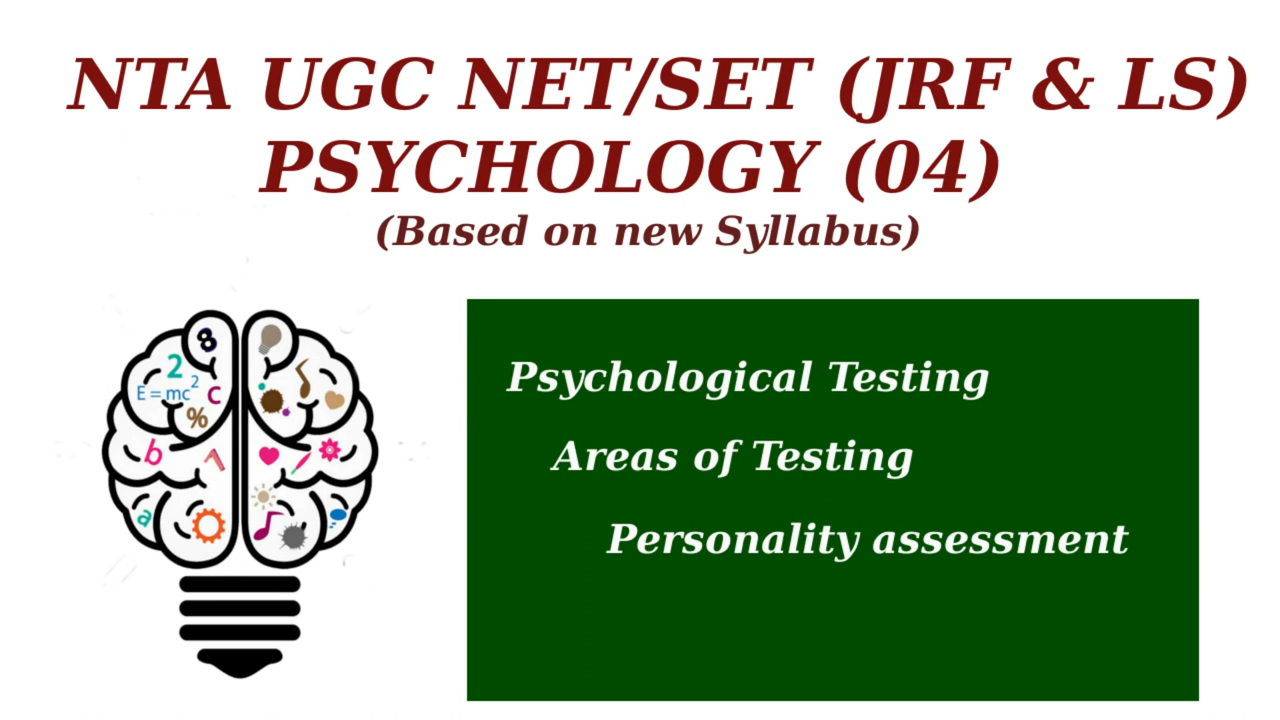 NTA UGC NET/SET (JRF & LS)
PSYCHOLOGY (04)
(Based on new Syllabus)
8
2
E = mc2
C
%
b
a
Psychological Testing
Areas of Testing
Personality assessment